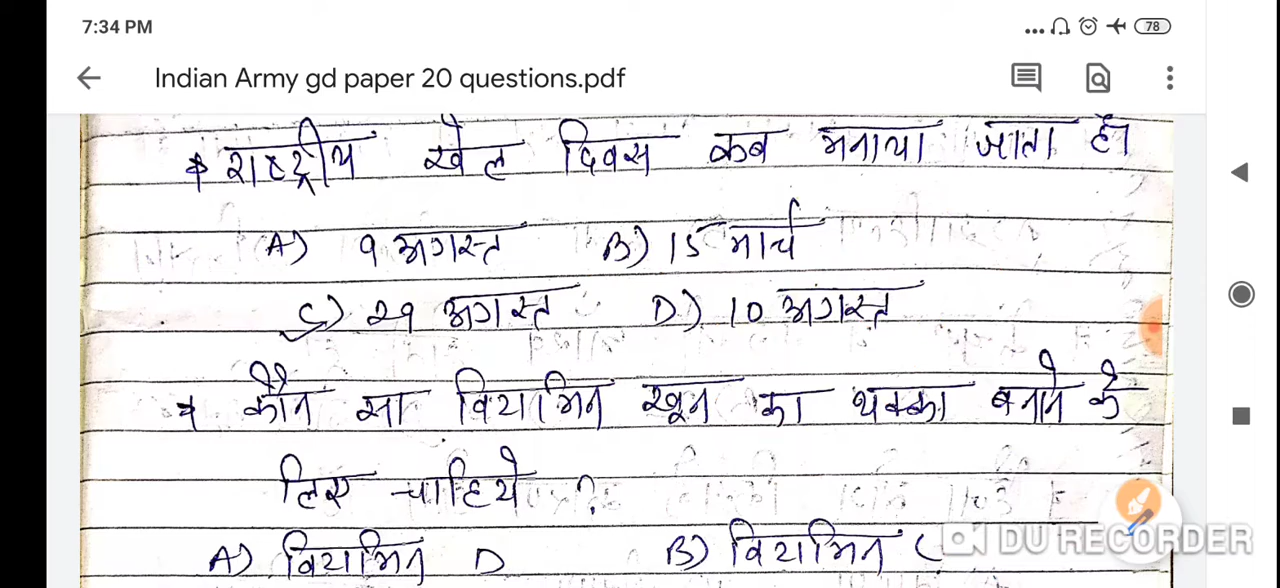 7:34 PM
... 78
Indian Army gd paper 20 questions.pdf
* राष्ट्रीय खेल दिवस कब मनाया जाता है।
A) 9 अगस्त B) 15 मार्च
C) 29 अगस्त D) 10 अगस्त
* कौन सा विटामिन खून का थक्का बनाने के
लिए चाहिये ?
A) विटामिन D B) विटामिन C
DU RECORDER